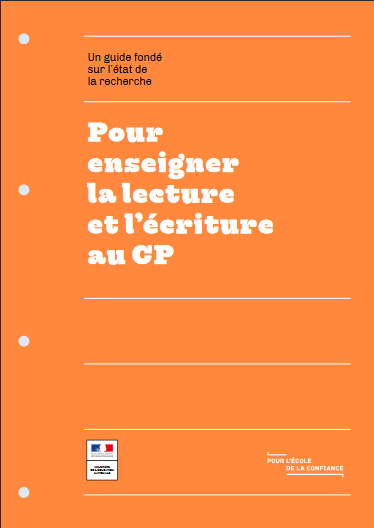 Un guide fondé
sur l'état de
la recherche
Pour
enseigner
la lecture
et l'écriture
au CP
POUR L'ÉCOLE
DE LA CONFIANCE